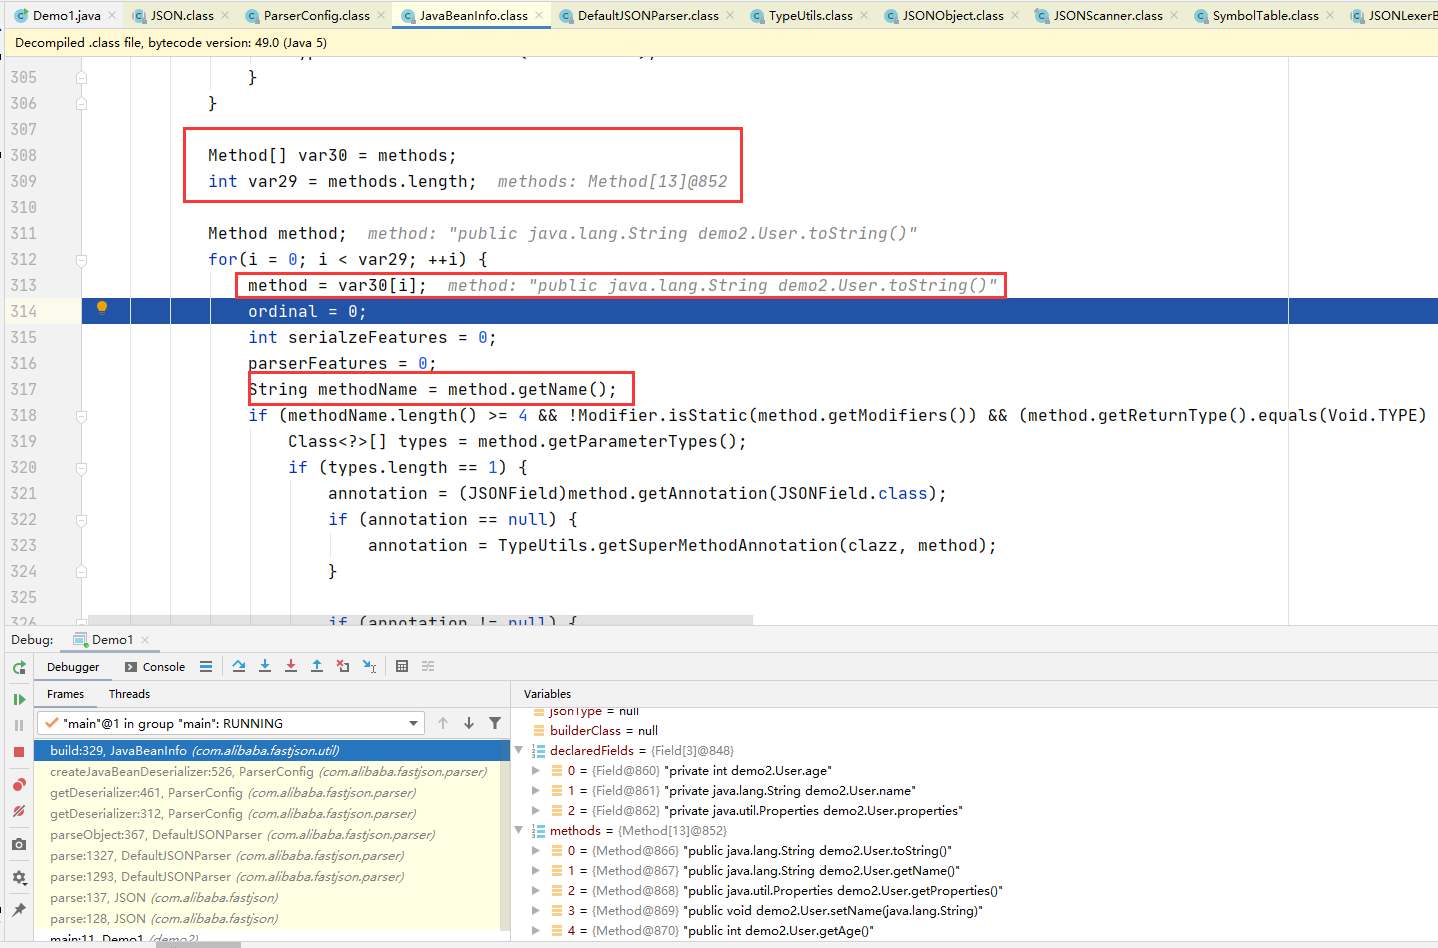 Demo1.java JSON.class ParserConfig.class JavaBeanInfo.class DefaultJSONParser.class TypeUtils.class JSONObject.class JSONScanner.class SymbolTable.class JSONLexerB
Decompiled .class file, bytecode version: 49.0 (Java 5)
305 }
306 }
307
308 Method[] var30 = methods;
309 int var29 = methods.length; methods: Method[13]@852
310
311 Method method; method: "public java.lang.String demo2.User.toString()"
312 for(i = 0; i < var29; ++i) {
313 method = var30[i]; method: "public java.lang.String demo2.User.toString()"
314 ordinal = 0;
315 int serialzeFeatures = 0;
316 parserFeatures = 0;
317 String methodName = method.getName();
318 if (methodName.length() >= 4 && !Modifier.isStatic(method.getModifiers()) && (method.getReturnType().equals(Void.TYPE)
319 Class<?>[] types = method.getParameterTypes();
320 if (types.length == 1) {
321 annotation = (JSONField)method.getAnnotation(JSONField.class);
322 if (annotation == null) {
323 annotation = TypeUtils.getSuperMethodAnnotation(clazz, method);
324 }
325
326 if (annotation != null) {
Debug: Demo1
Debugger Console
Frames Threads
"main"@1 in group "main": RUNNING
build:329, JavaBeanInfo (com.alibaba.fastjson.util)
createJavaBeanDeserializer:526, ParserConfig (com.alibaba.fastjson.parser)
getDeserializer:461, ParserConfig (com.alibaba.fastjson.parser)
getDeserializer:312, ParserConfig (com.alibaba.fastjson.parser)
parseObject:367, DefaultJSONParser (com.alibaba.fastjson.parser)
parse:1327, DefaultJSONParser (com.alibaba.fastjson.parser)
parse:1293, DefaultJSONParser (com.alibaba.fastjson.parser)
parse:137, JSON (com.alibaba.fastjson)
parse:128, JSON (com.alibaba.fastjson)
main:11, Demo1 (demo2)
Variables
jsonType = null
builderClass = null
declaredFields = {Field[3]@848}
0 = {Field@860} "private int demo2.User.age"
1 = {Field@861} "private java.lang.String demo2.User.name"
2 = {Field@862} "private java.util.Properties demo2.User.properties"
methods = {Method[13]@852}
0 = {Method@866} "public java.lang.String demo2.User.toString()"
1 = {Method@867} "public java.lang.String demo2.User.getName()"
2 = {Method@868} "public java.util.Properties demo2.User.getProperties()"
3 = {Method@869} "public void demo2.User.setName(java.lang.String)"
4 = {Method@870} "public int demo2.User.getAge()"